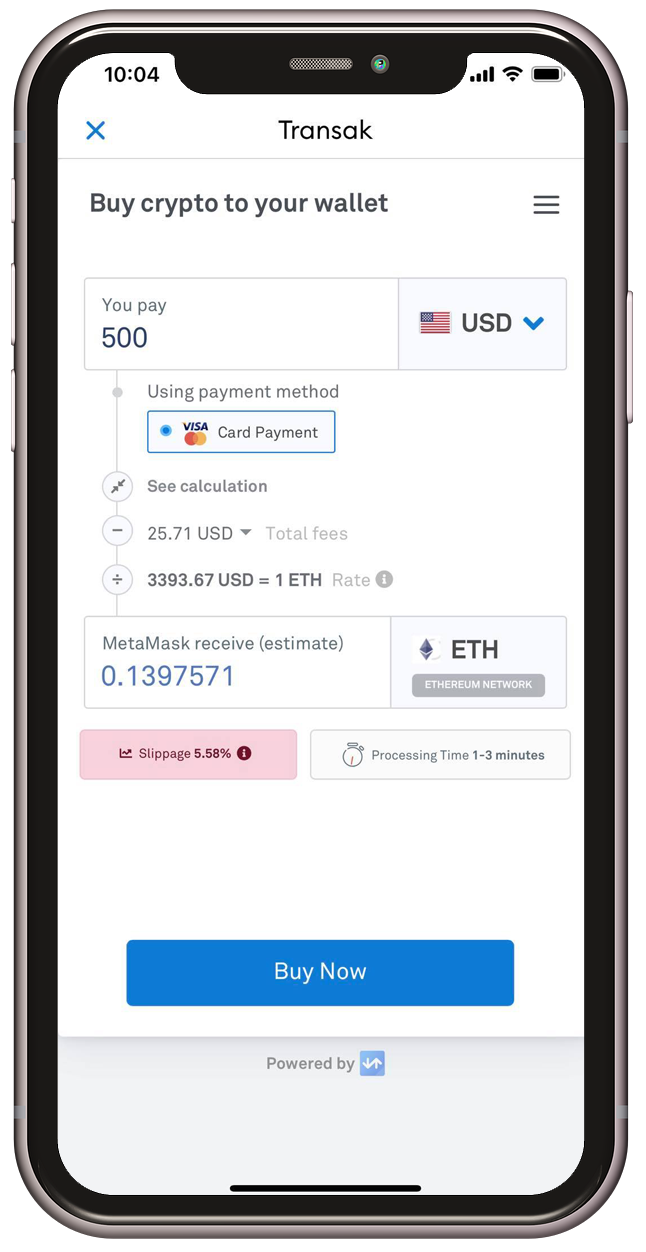 10:04
Transak
Buy crypto to your wallet
You pay
500
USD
Using payment method
VISA Card Payment
See calculation
− 25.71 USD Total fees
÷ 3393.67 USD = 1 ETH Rate
MetaMask receive (estimate)
0.1397571
ETH
ETHEREUM NETWORK
Slippage 5.58%
Processing Time 1-3 minutes
Buy Now
Powered by